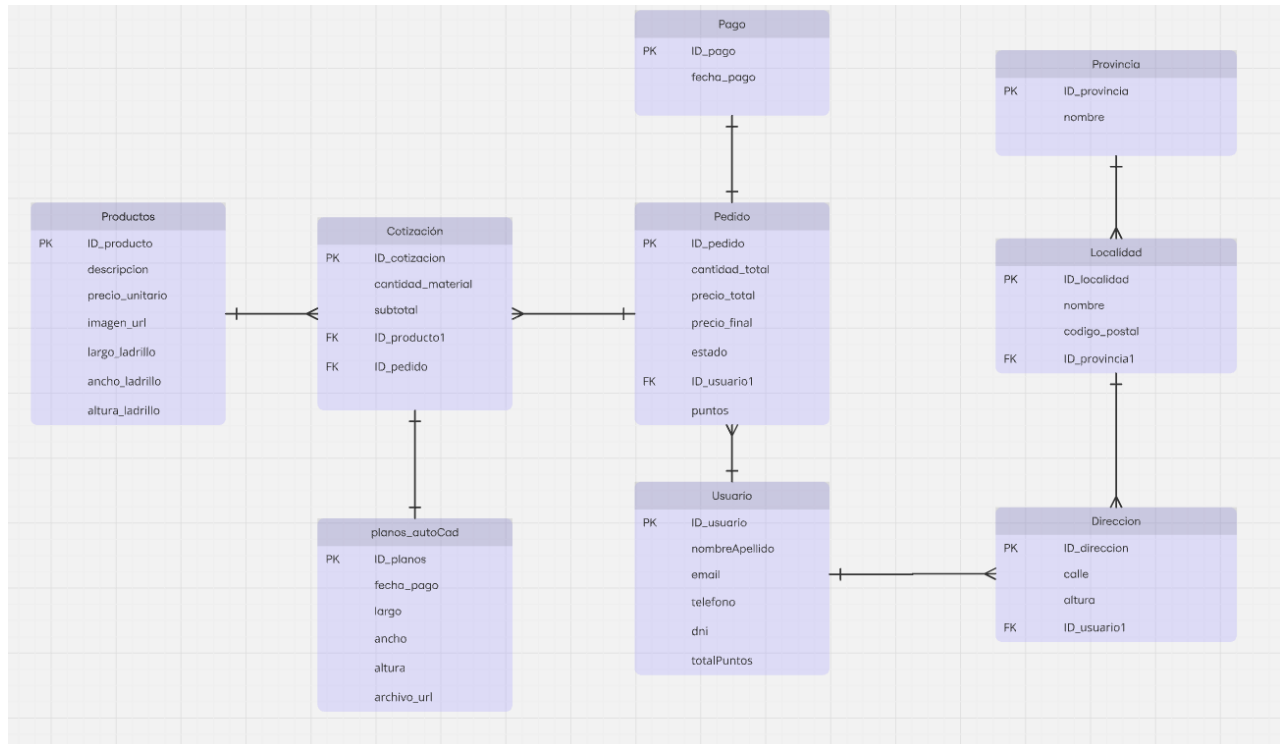 Pago
PK ID_pago
fecha_pago
Provincia
PK ID_provincia
nombre
Productos
PK ID_producto
descripcion
precio_unitario
imagen_url
largo_ladrillo
ancho_ladrillo
altura_ladrillo
Cotización
PK ID_cotizacion
cantidad_material
subtotal
FK ID_producto1
FK ID_pedido
Pedido
PK ID_pedido
cantidad_total
precio_total
precio_final
estado
FK ID_usuario1
puntos
Localidad
PK ID_localidad
nombre
codigo_postal
FK ID_provincia1
planos_autoCad
PK ID_planos
fecha_pago
largo
ancho
altura
archivo_url
Usuario
PK ID_usuario
nombreApellido
email
telefono
dni
totalPuntos
Direccion
PK ID_direccion
calle
altura
FK ID_usuario1